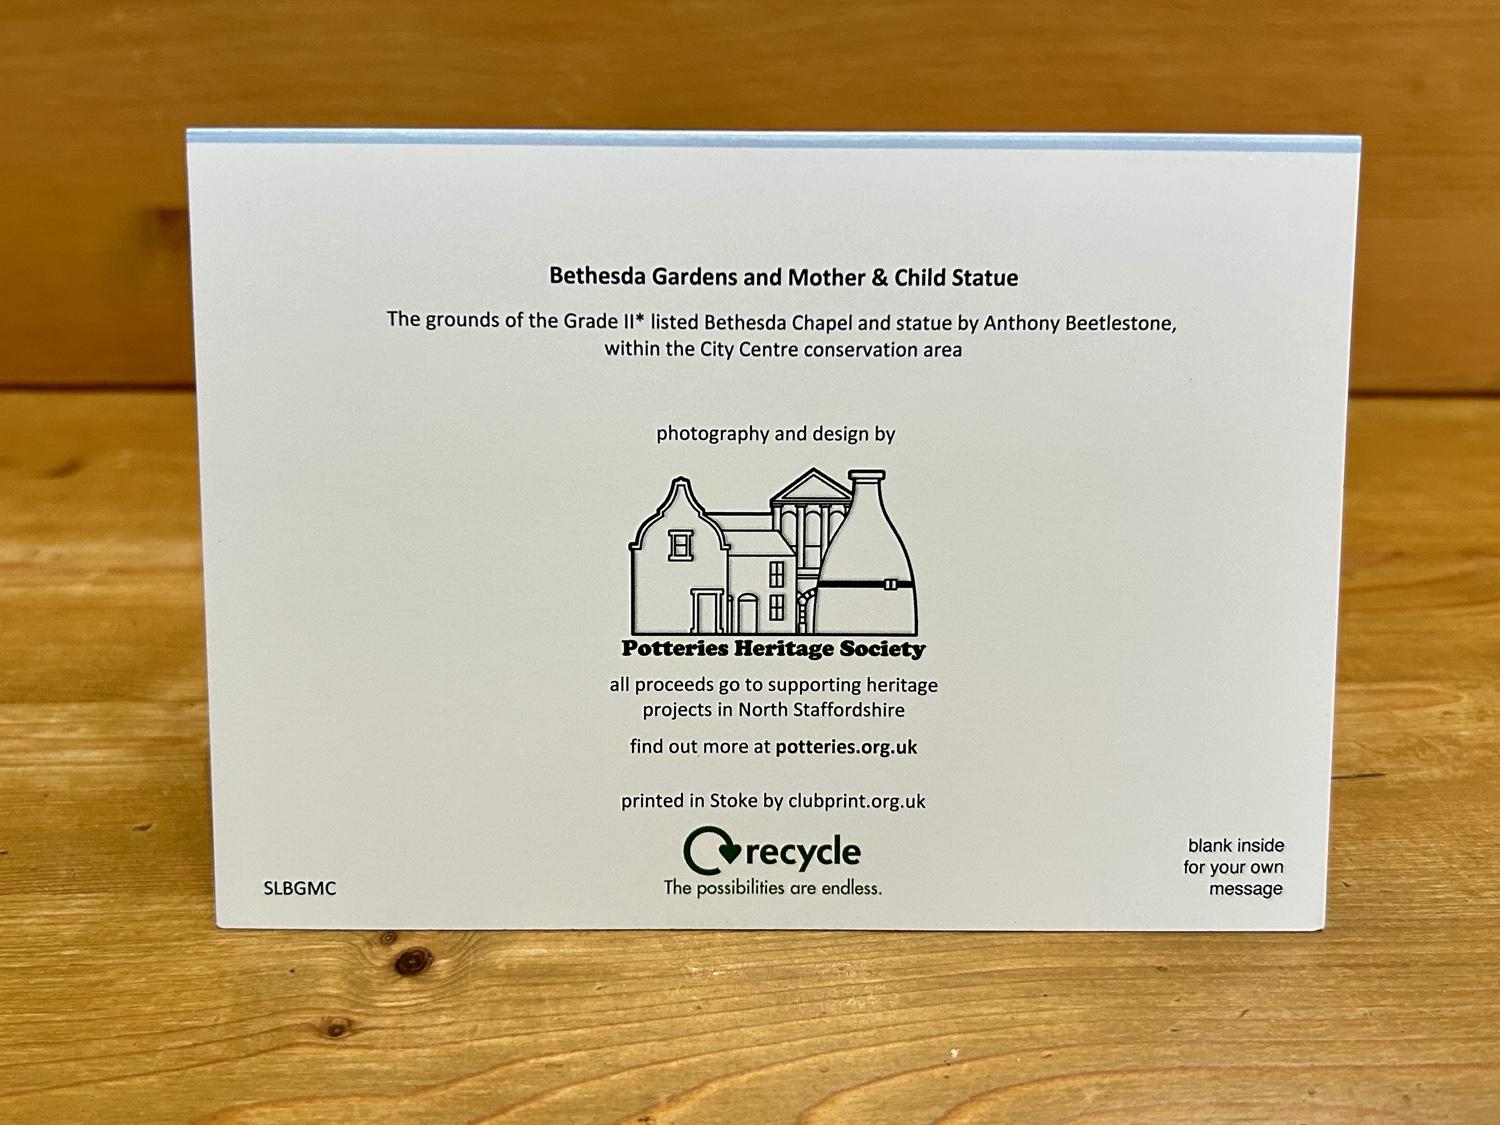 Bethesda Gardens and Mother & Child Statue
The grounds of the Grade II* listed Bethesda Chapel and statue by Anthony Beetlestone,
within the City Centre conservation area
photography and design by
Potteries Heritage Society
all proceeds go to supporting heritage
projects in North Staffordshire
find out more at potteries.org.uk
printed in Stoke by clubprint.org.uk
recycle
The possibilities are endless.
SLBGMC
blank inside
for your own
message